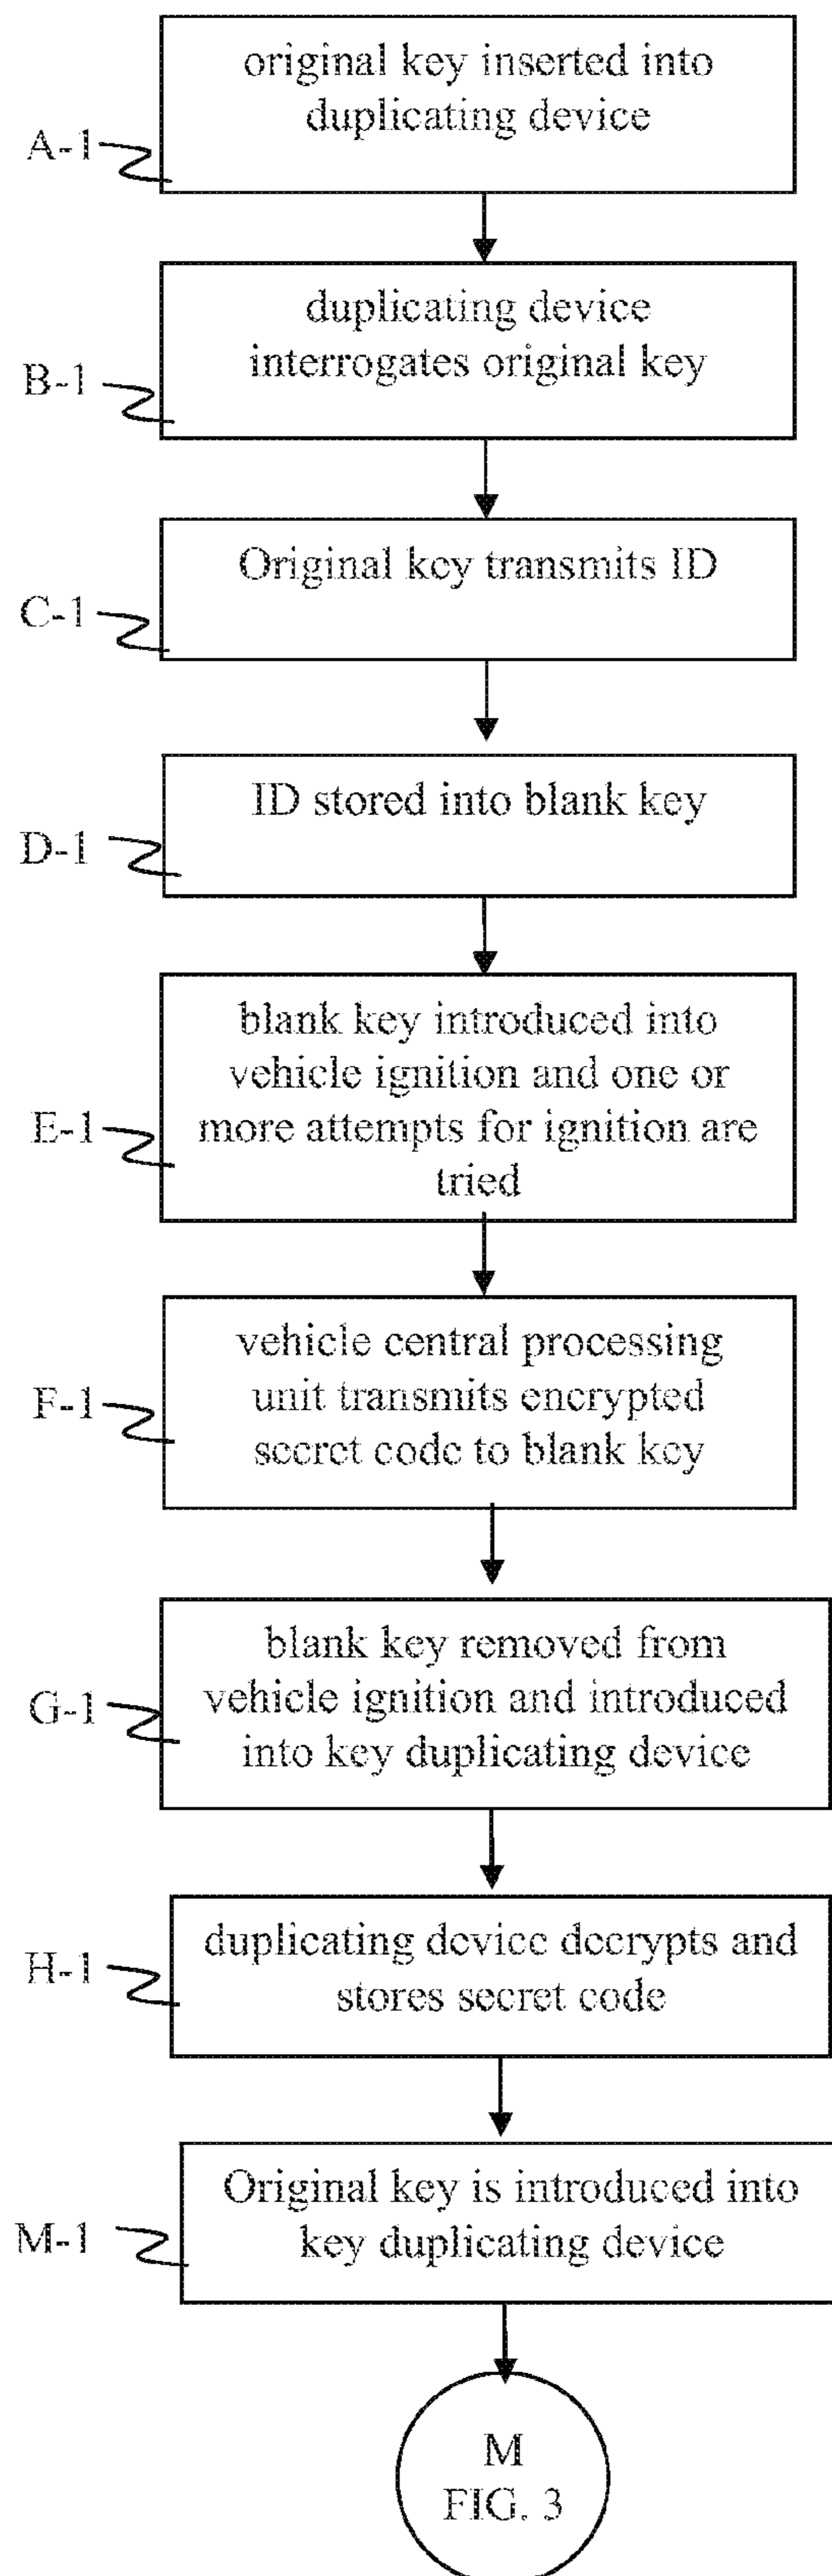 original key inserted into
duplicating device
A-1
duplicating device
interrogates original key
B-1
Original key transmits ID
C-1
ID stored into blank key
D-1
blank key introduced into
vehicle ignition and one or
more attempts for ignition are
tried
E-1
vehicle central processing
unit transmits encrypted
secret code to blank key
F-1
blank key removed from
vehicle ignition and introduced
into key duplicating device
G-1
duplicating device decrypts and
stores secret code
H-1
Original key is introduced into
key duplicating device
M-1
M
FIG. 3